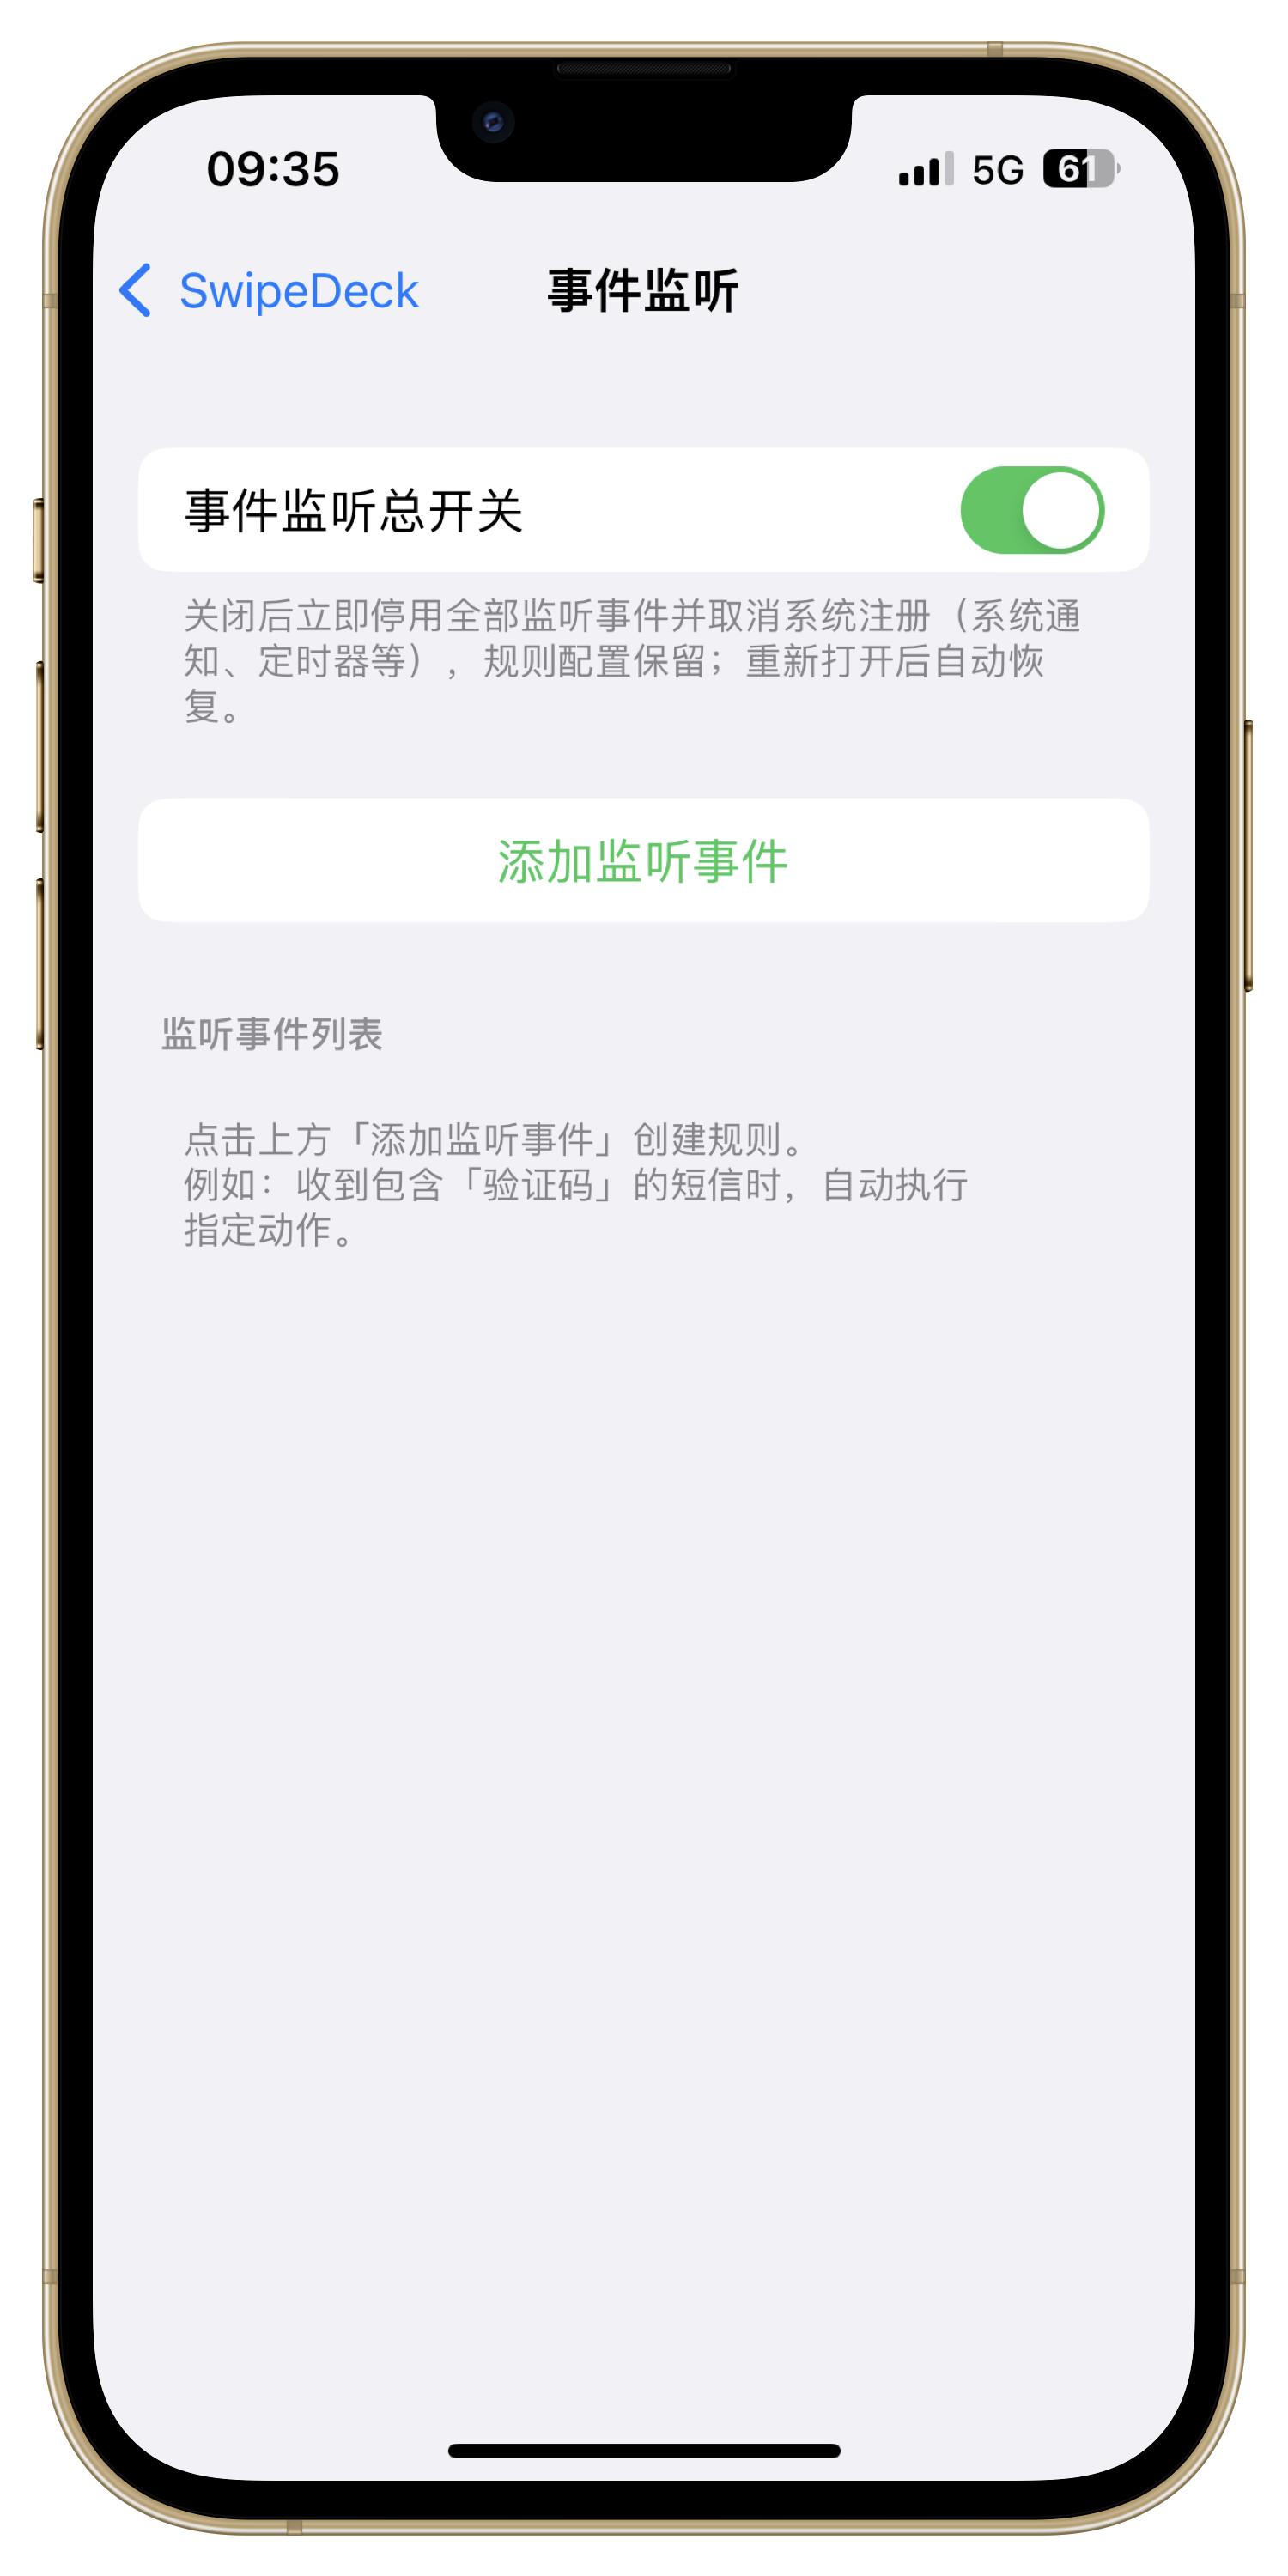 09:35
5G 61
SwipeDeck
事件监听
事件监听总开关
关闭后立即停用全部监听事件并取消系统注册（系统通
知、定时器等），规则配置保留；重新打开后自动恢
复。
添加监听事件
监听事件列表
点击上方「添加监听事件」创建规则。
例如：收到包含「验证码」的短信时，自动执行
指定动作。